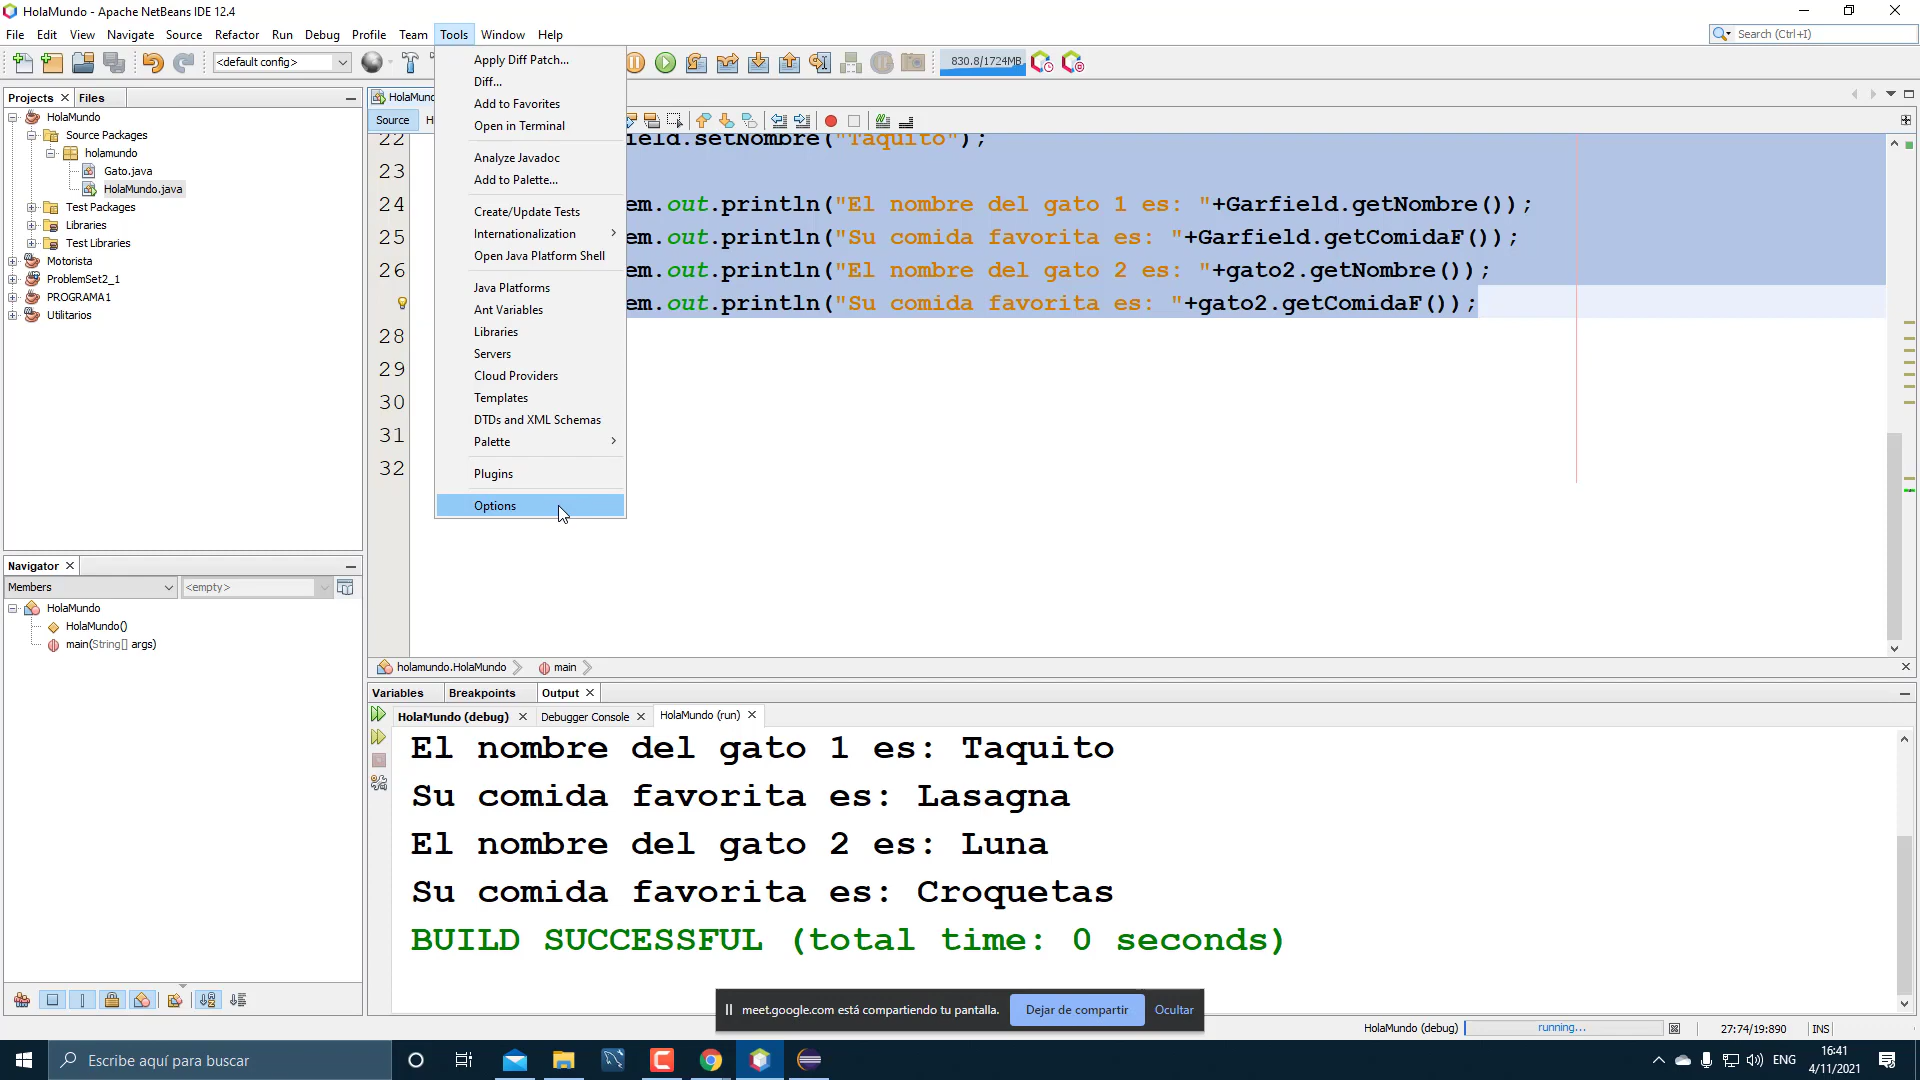 HolaMundo - Apache NetBeans IDE 12.4
File Edit View Navigate Source Refactor Run Debug Profile Team Tools Window Help
Search (Ctrl+I)
<default config>
830.8/1724MB
Projects Files
HolaMundo
Source Packages
holamundo
Gato.java
HolaMundo.java
Test Packages
Libraries
Test Libraries
Motorista
ProblemSet2_1
PROGRAMA1
Utilitarios
Apply Diff Patch...
Diff...
Add to Favorites
Open in Terminal
Analyze Javadoc
Add to Palette...
Create/Update Tests
Internationalization
Open Java Platform Shell
Java Platforms
Ant Variables
Libraries
Servers
Cloud Providers
Templates
DTDs and XML Schemas
Palette
Plugins
Options
HolaMund
Source H
22 ield.setNombre("Taquito");
23
24 em.out.println("El nombre del gato 1 es: "+Garfield.getNombre());
25 em.out.println("Su comida favorita es: "+Garfield.getComidaF());
26 em.out.println("El nombre del gato 2 es: "+gato2.getNombre());
em.out.println("Su comida favorita es: "+gato2.getComidaF());
28
29
30
31
32
Navigator
Members <empty>
HolaMundo
HolaMundo()
main(String[] args)
holamundo.HolaMundo main
Variables Breakpoints Output
HolaMundo (debug) Debugger Console HolaMundo (run)
El nombre del gato 1 es: Taquito
Su comida favorita es: Lasagna
El nombre del gato 2 es: Luna
Su comida favorita es: Croquetas
BUILD SUCCESSFUL (total time: 0 seconds)
meet.google.com está compartiendo tu pantalla. Dejar de compartir Ocultar
HolaMundo (debug) running... 27:74/19:890 INS
Escribe aquí para buscar
ENG
16:41
4/11/2021